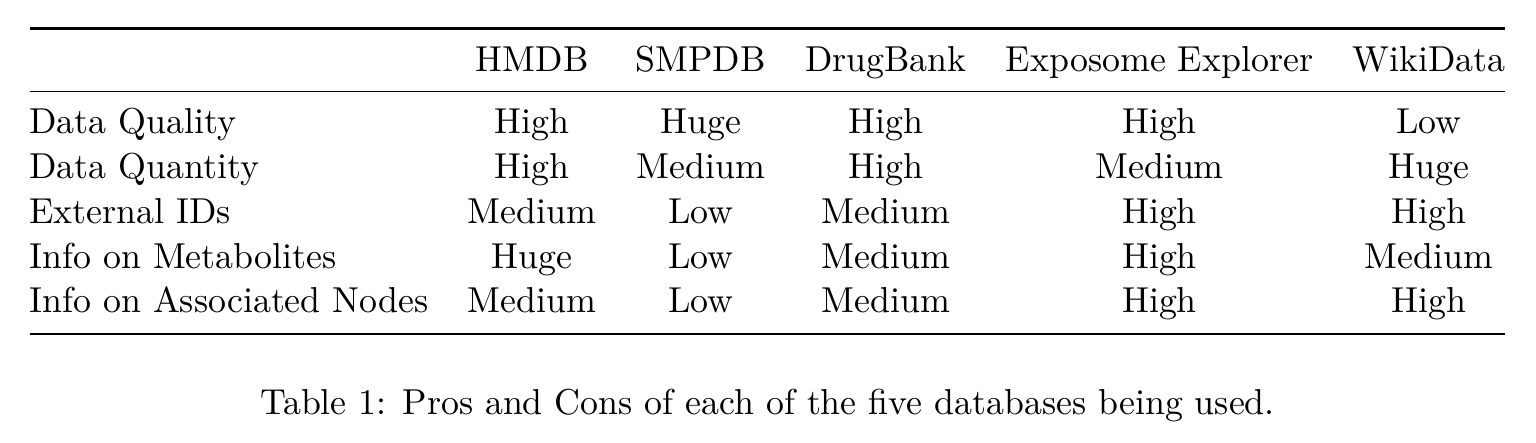 HMDB SMPDB DrugBank Exposome Explorer WikiData
Data Quality High Huge High High Low
Data Quantity High Medium High Medium Huge
External IDs Medium Low Medium High High
Info on Metabolites Huge Low Medium High Medium
Info on Associated Nodes Medium Low Medium High High
Table 1: Pros and Cons of each of the five databases being used.